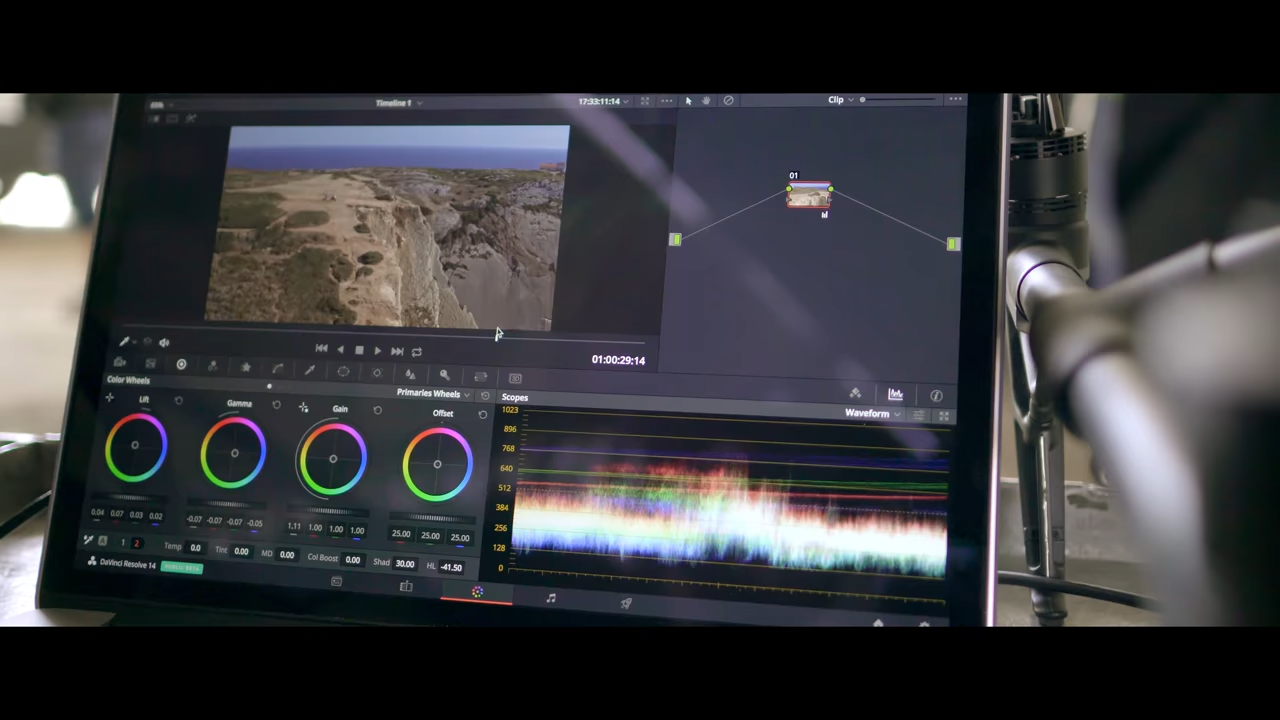 Timeline 1
17:33:11:14
Clip
01
01:00:29:14
Color Wheels
Primaries Wheels
Lift
Gamma
Gain
Offset
0.04 0.07 0.03 0.02
-0.07 -0.07 -0.07 -0.05
1.11 1.00 1.00 1.00
25.00 25.00 25.00
A 1 2 Temp 0.0 Tint 0.00 MD 0.00 Col Boost 0.00 Shad 30.00 HL -41.50
DaVinci Resolve 14
PUBLIC BETA
Scopes
Waveform
1023
896
768
640
512
384
256
128
0